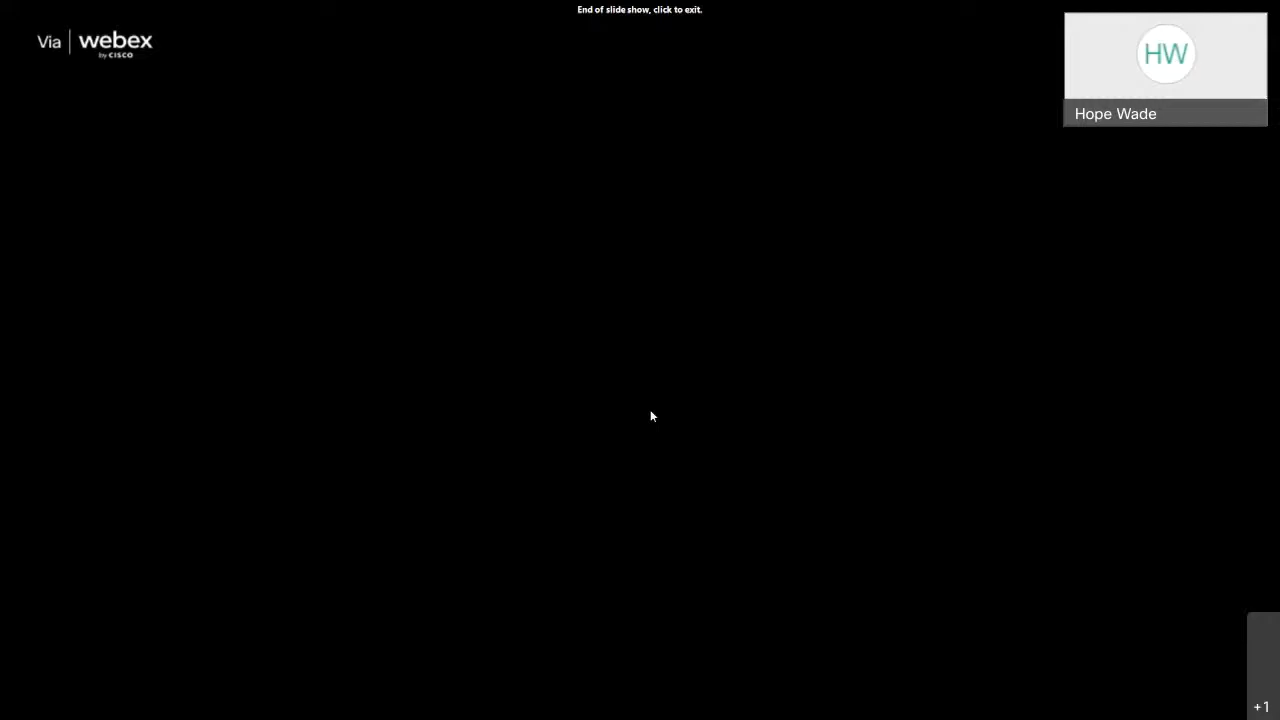 End of slide show, click to exit.
Via | webex
by CISCO
HW
Hope Wade
+1